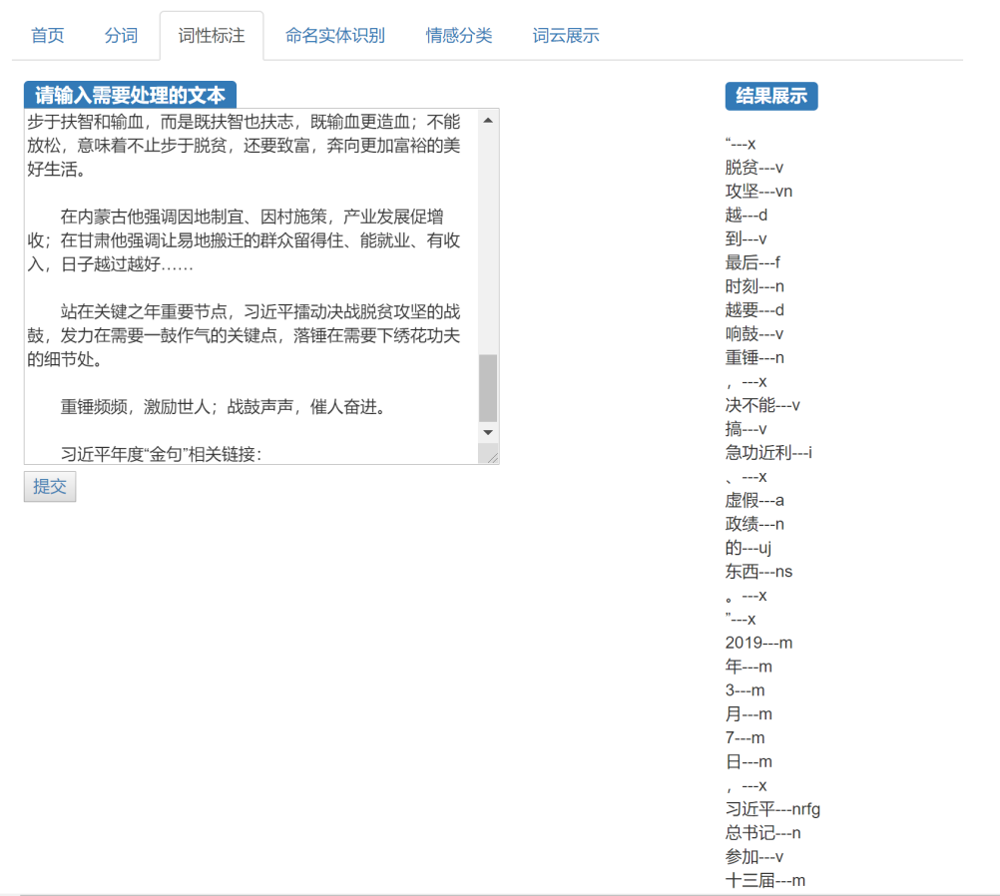 首页 分词 词性标注 命名实体识别 情感分类 词云展示
请输入需要处理的文本
步于扶智和输血，而是既扶智也扶志，既输血更造血；不能
放松，意味着不止步于脱贫，还要致富，奔向更加富裕的美
好生活。
在内蒙古他强调因地制宜、因村施策，产业发展促增
收；在甘肃他强调让易地搬迁的群众留得住、能就业、有收
入，日子越过越好……
站在关键之年重要节点，习近平擂动决战脱贫攻坚的战
鼓，发力在需要一鼓作气的关键点，落锤在需要下绣花功夫
的细节处。
重锤频频，激励世人；战鼓声声，催人奋进。
习近平年度“金句”相关链接：
提交
结果展示
“---x
脱贫---v
攻坚---vn
越---d
到---v
最后---f
时刻---n
越要---d
响鼓---v
重锤---n
，---x
决不能---v
搞---v
急功近利---i
、---x
虚假---a
政绩---n
的---uj
东西---ns
。---x
”---x
2019---m
年---m
3---m
月---m
7---m
日---m
，---x
习近平---nrfg
总书记---n
参加---v
十三届---m